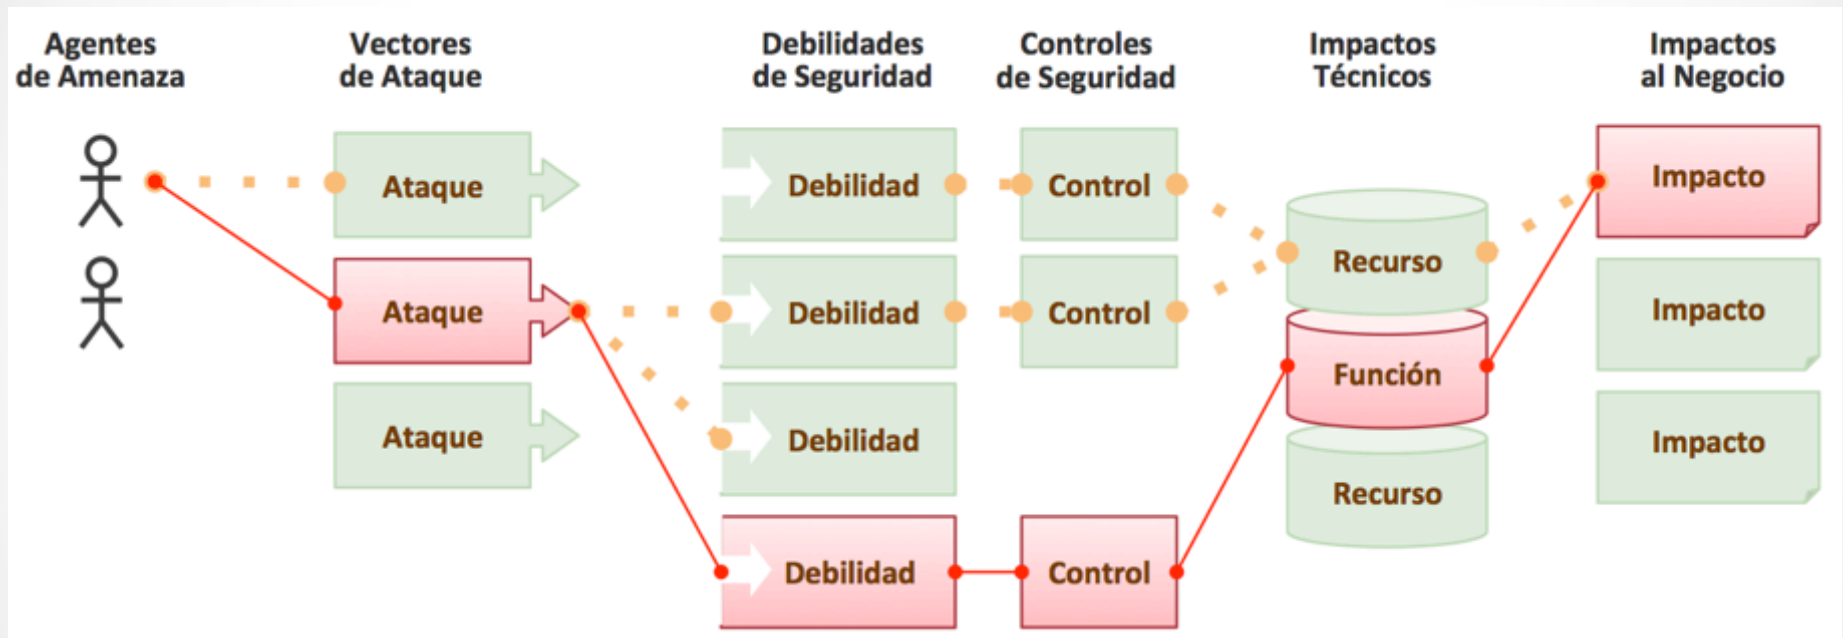 Agentes
de Amenaza
Vectores
de Ataque
Debilidades
de Seguridad
Controles
de Seguridad
Impactos
Técnicos
Impactos
al Negocio
Ataque
Debilidad
Control
Impacto
Recurso
Ataque
Debilidad
Control
Impacto
Función
Ataque
Debilidad
Impacto
Recurso
Debilidad
Control